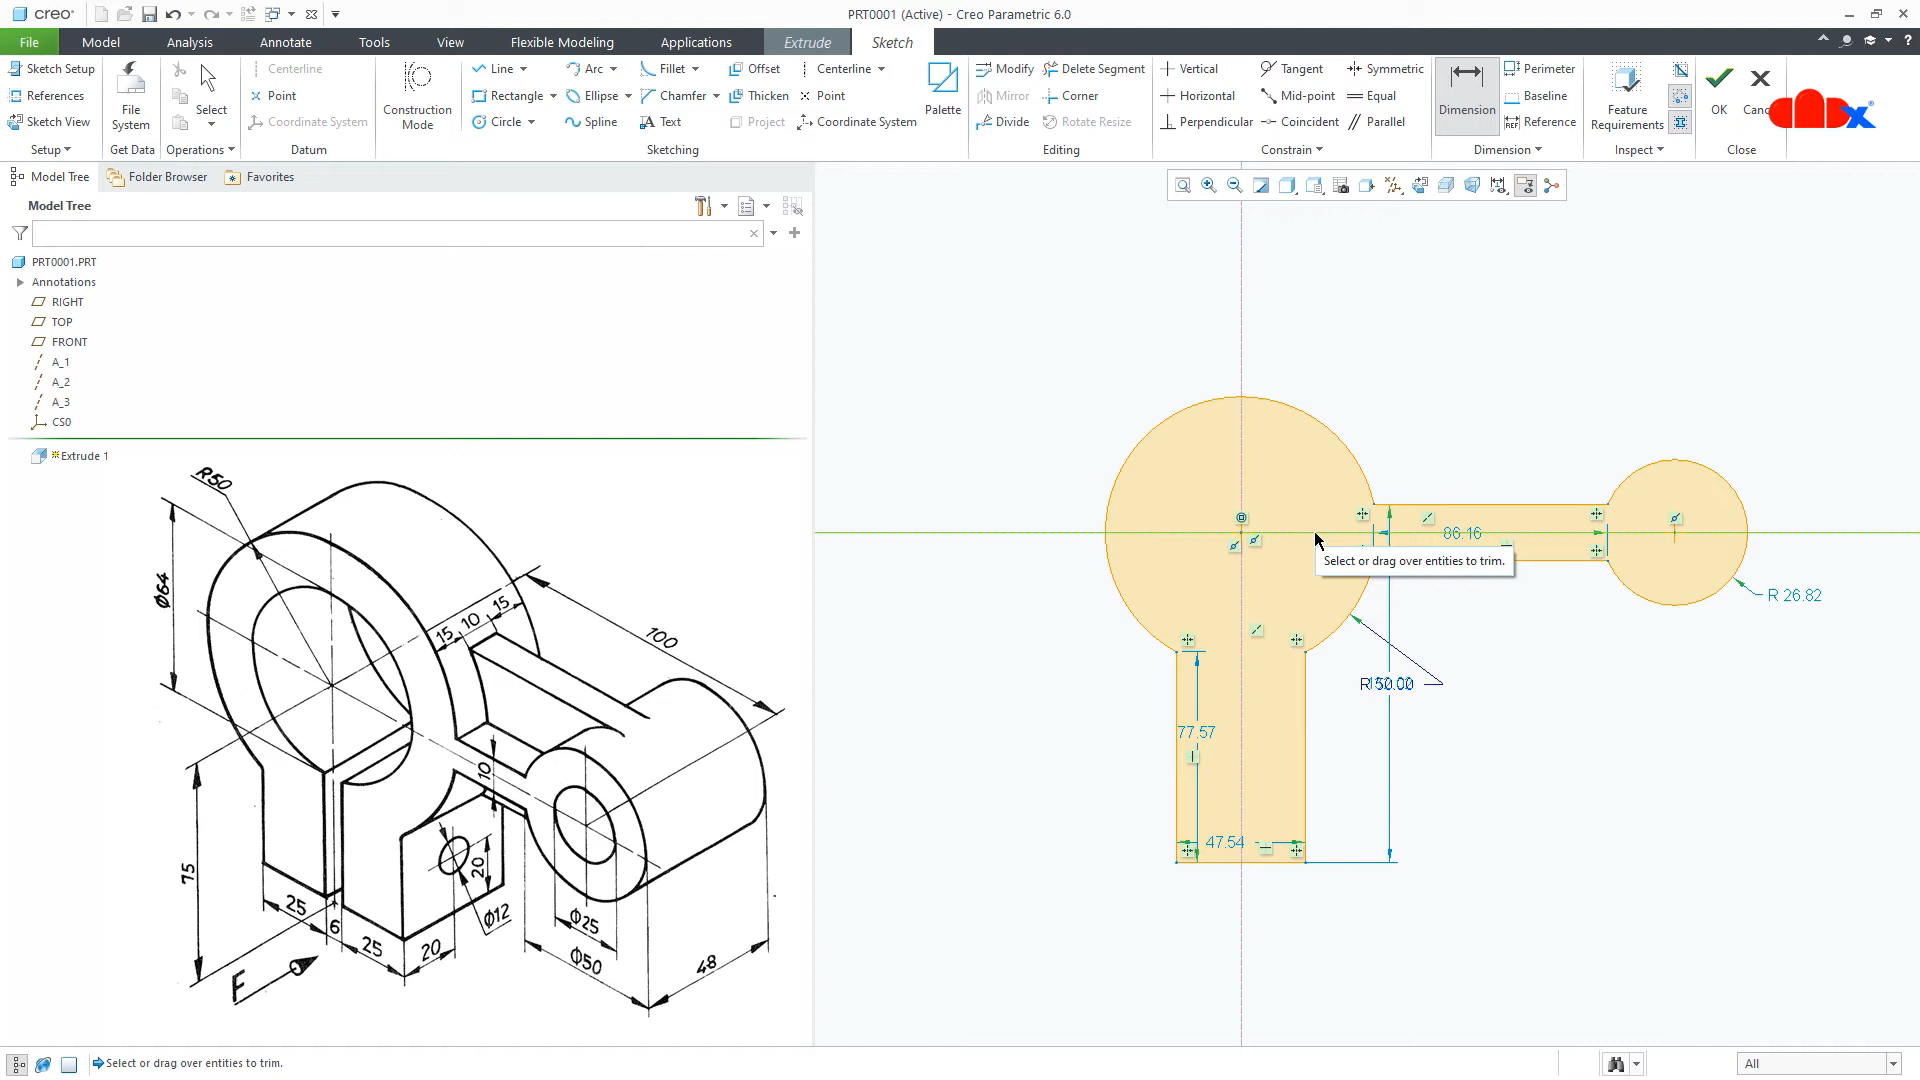 creo
PRT0001 (Active) - Creo Parametric 6.0
File
Model
Analysis
Annotate
Tools
View
Flexible Modeling
Applications
Extrude
Sketch
Sketch Setup
References
Sketch View
Setup
File System
Get Data
Select
Operations
Centerline
Point
Coordinate System
Datum
Construction Mode
Line
Arc
Fillet
Offset
Centerline
Rectangle
Ellipse
Chamfer
Thicken
Point
Circle
Spline
Text
Project
Coordinate System
Palette
Sketching
Modify
Delete Segment
Mirror
Corner
Divide
Rotate Resize
Editing
Vertical
Tangent
Symmetric
Horizontal
Mid-point
Equal
Perpendicular
Coincident
Parallel
Constrain
Dimension
Perimeter
Baseline
Reference
Dimension
Feature Requirements
Inspect
OK
Canc
Close
Model Tree
Folder Browser
Favorites
Model Tree
PRT0001.PRT
Annotations
RIGHT
TOP
FRONT
A_1
A_2
A_3
CS0
Extrude 1
R50
Φ64
15
10
15
100
10
75
20
25
6
25
20
Φ12
Φ25
Φ50
48
F
86.16
Select or drag over entities to trim.
R 26.82
77.57
47.54
Select or drag over entities to trim.
All